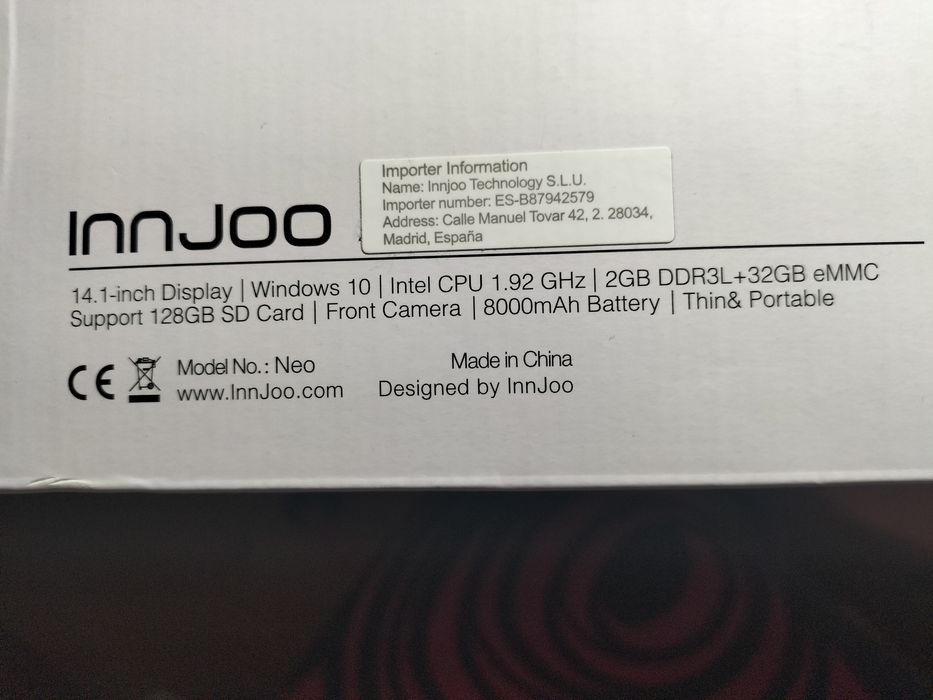 InnJoo
Importer Information
Name: Innjoo Technology S.L.U.
Importer number: ES-B87942579
Address: Calle Manuel Tovar 42, 2. 28034,
Madrid, España
14.1-inch Display | Windows 10 | Intel CPU 1.92 GHz | 2GB DDR3L+32GB eMMC
Support 128GB SD Card | Front Camera | 8000mAh Battery | Thin& Portable
CE
Model No.: Neo
www.InnJoo.com
Made in China
Designed by InnJoo